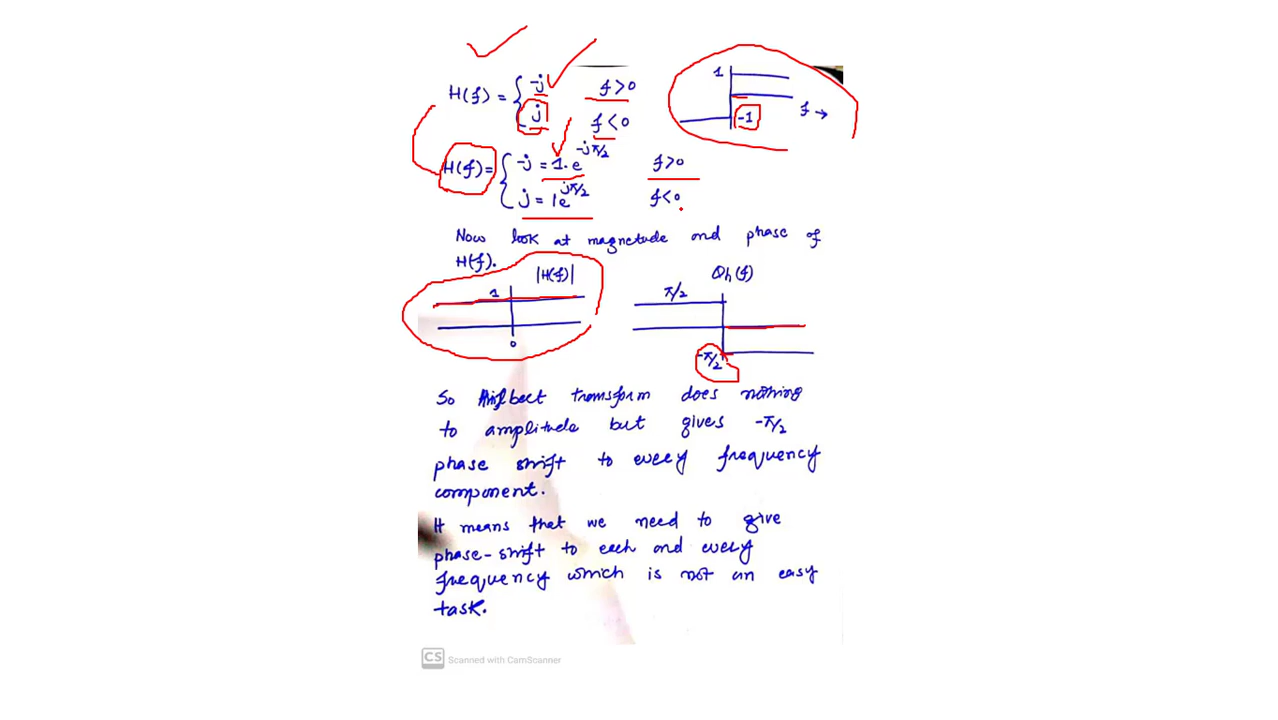 H(f) = { -j f>0
j f<0
1
-1 f →
H(f) = { -j = 1. e^{-jπ/2} f>0
j = 1e^{jπ/2} f<0
Now look at magnetude and phase of
H(f).
|H(f)| θh(f)
1 π/2
0 -π/2
So Hilbert transform does nothing
to amplitude but gives -π/2
phase shift to every frequency
component.
It means that we need to give
phase-shift to each and every
frequency which is not an easy
task.
CS Scanned with CamScanner